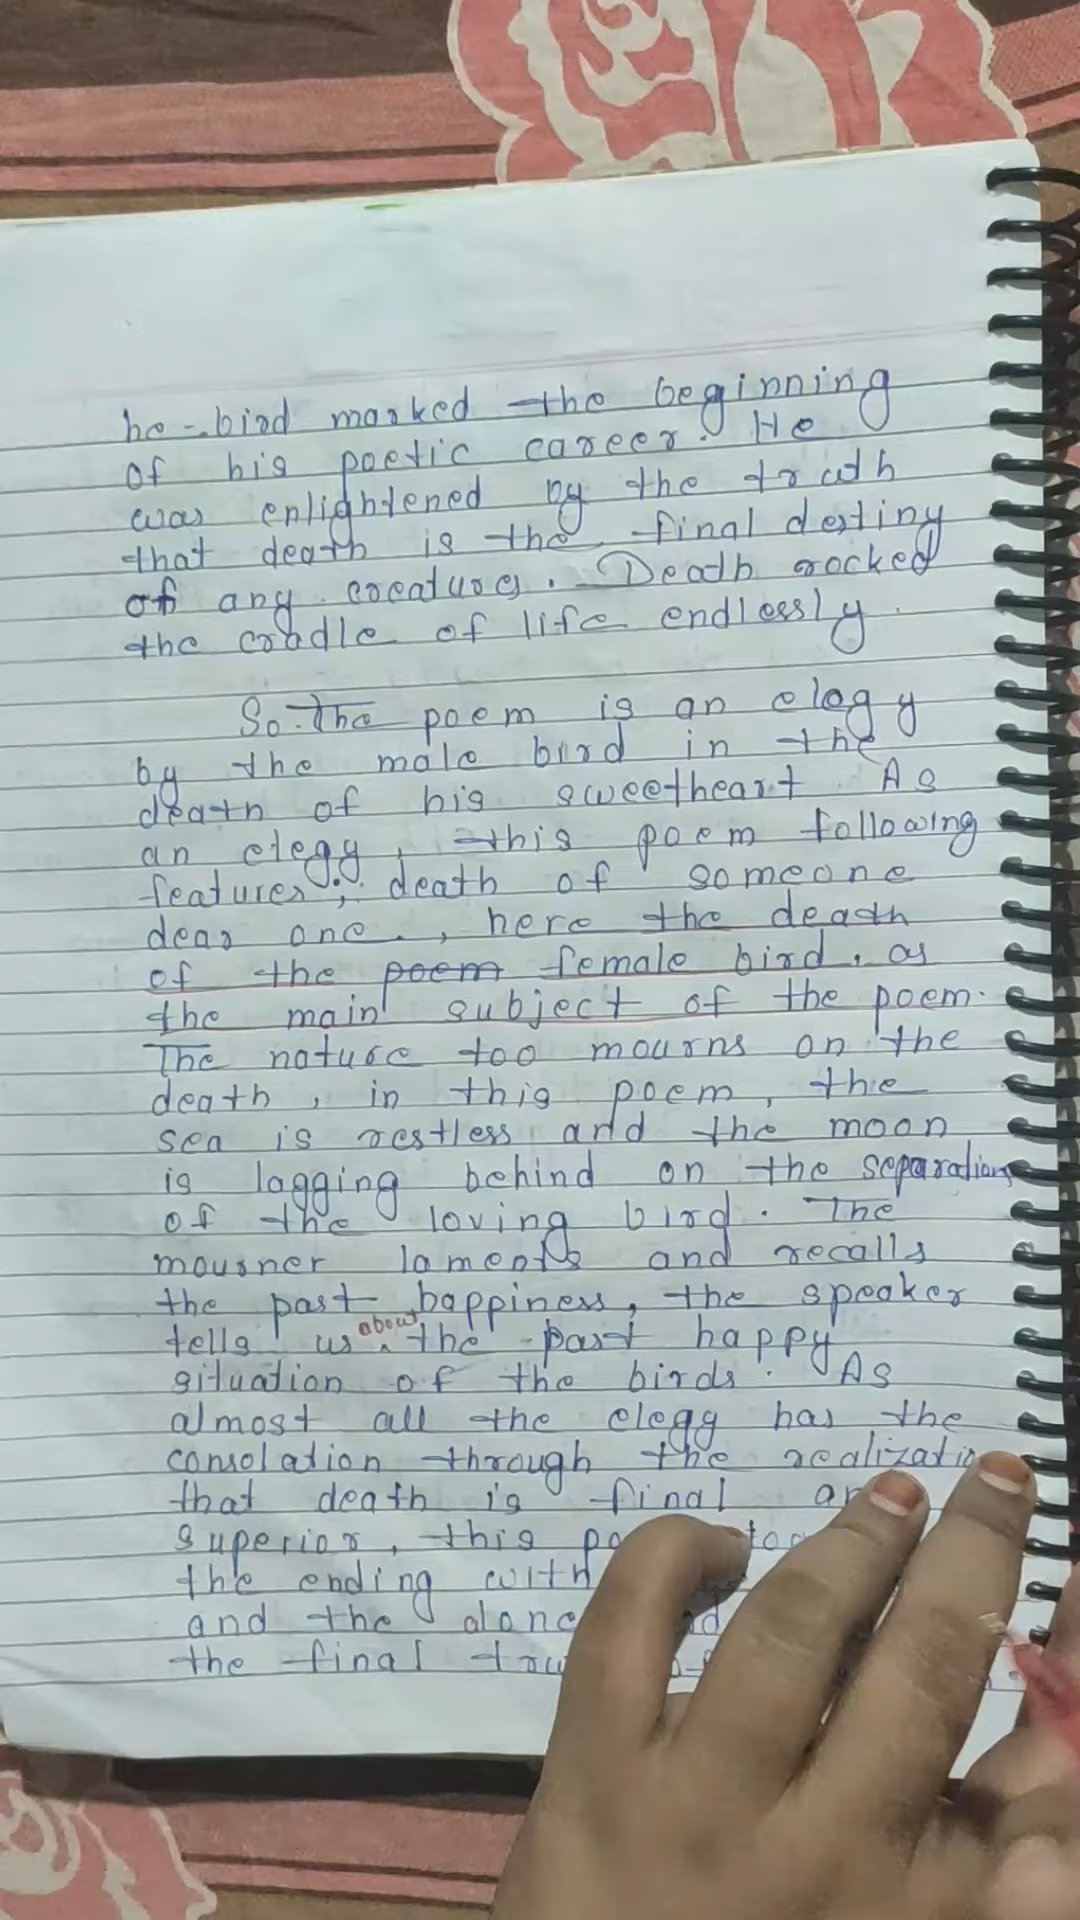 he bird marked the beginning
of his poetic career. He
was enlightened by the truth
that death is the final destiny
of any creatures. Death rocked
the cradle of life endlessly.
So The poem is an elegy
by the male bird in the
death of his sweetheart. As
an elegy, this poem following
features, death of someone
dear one, here the death
of the poem female bird, as
the main subject of the poem.
The nature too mourns on the
death, in this poem, the
sea is restless and the moon
is lagging behind on the separation
of the loving bird. The
mourner laments and recalls
the past happiness, the speaker
tells us about the past happy
situation of the birds. As
almost all the elegy has the
consolation through the
that death is final
superior, this
the ending with
and the alone
the final